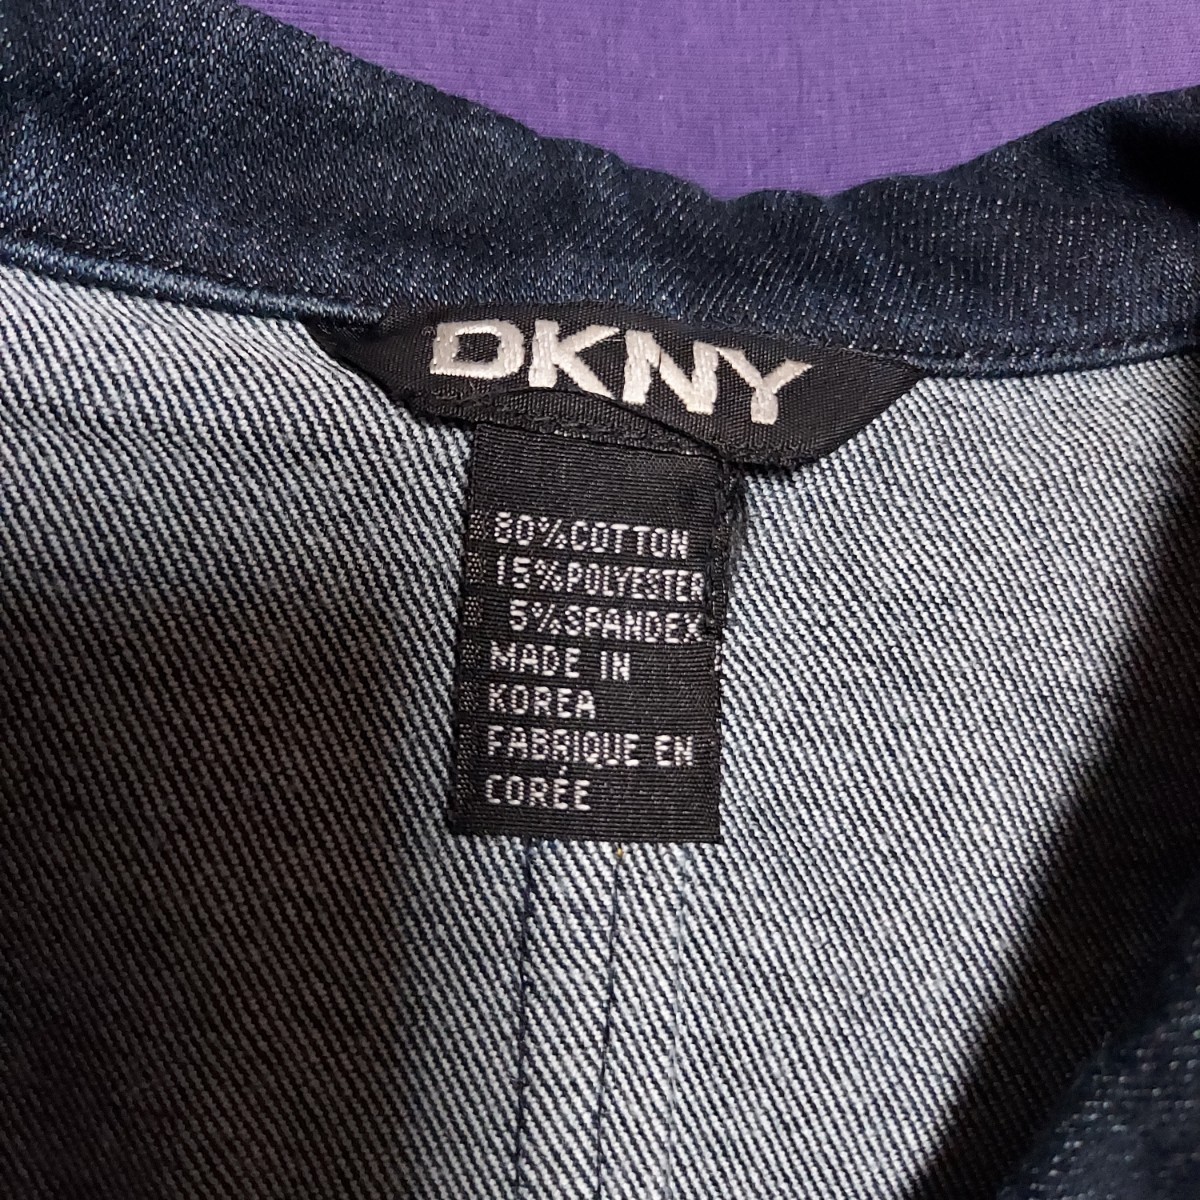 DKNY
80%COTTON
15%POLYESTER
5%SPANDEX
MADE IN
KOREA
FABRIQUE EN
CORÉE